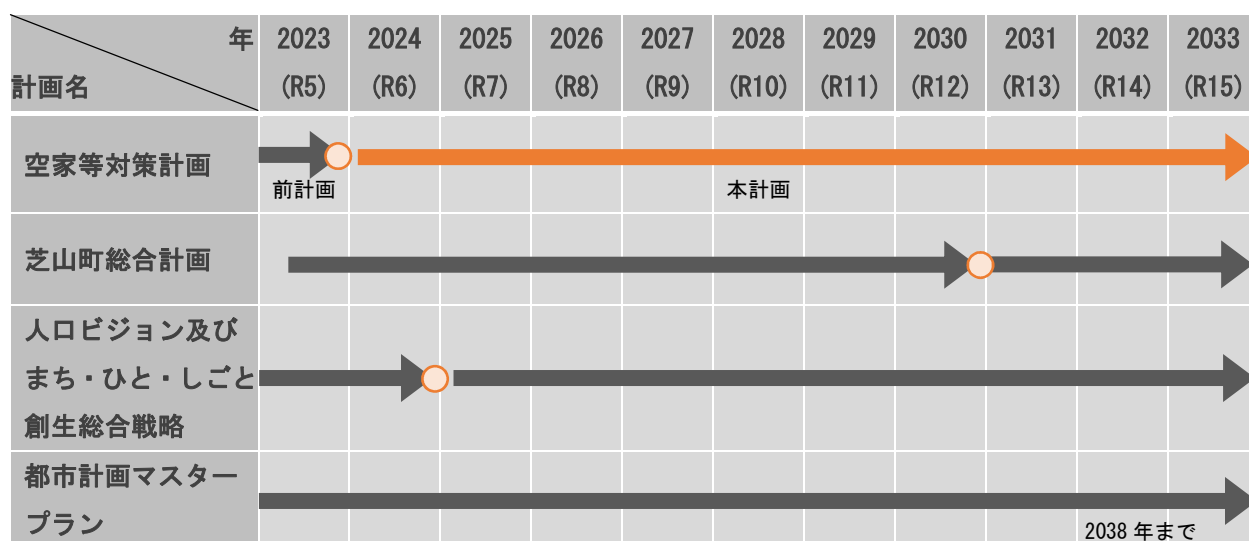 年 2023 2024 2025 2026 2027 2028 2029 2030 2031 2032 2033
計画名 (R5) (R6) (R7) (R8) (R9) (R10) (R11) (R12) (R13) (R14) (R15)
空家等対策計画
前計画 本計画
芝山町総合計画
人口ビジョン及び
まち・ひと・しごと
創生総合戦略
都市計画マスター
プラン
2038 年まで